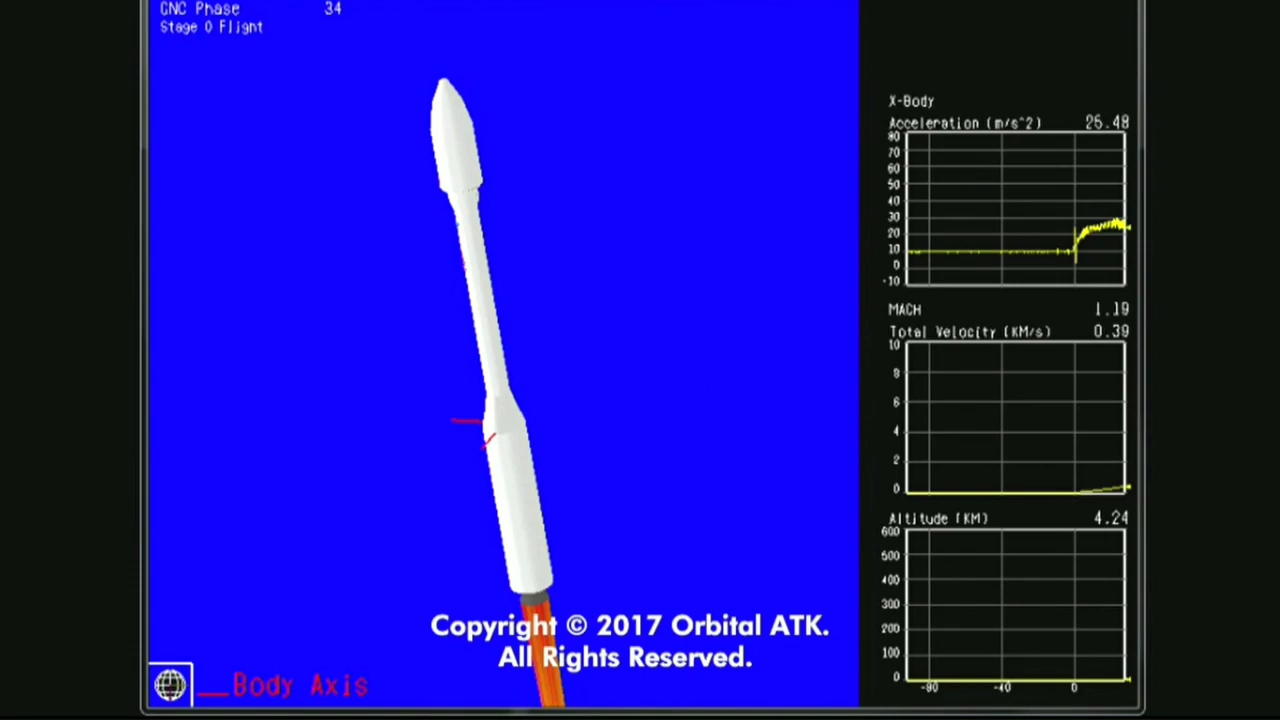 GNC Phase 34
Stage 0 Flight
X-Body
Acceleration (m/s^2) 25.48
80
70
60
50
40
30
20
10
0
-10
MACH 1.19
Total Velocity (KM/s) 0.39
10
8
6
4
2
0
Altitude (KM) 4.24
600
500
400
300
200
100
0
-80 -40 0
Copyright © 2017 Orbital ATK.
All Rights Reserved.
Body Axis